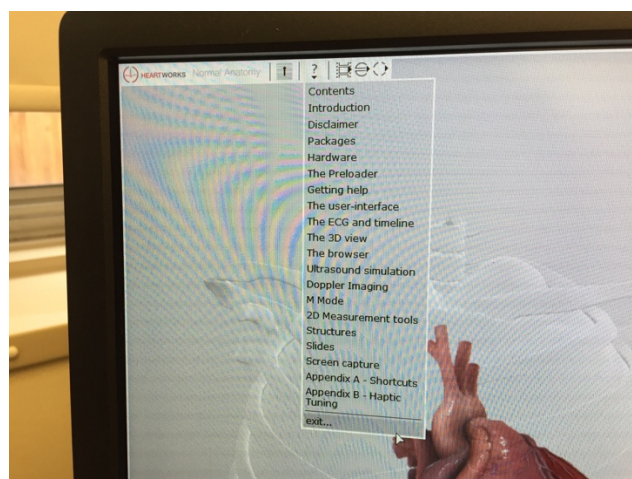 HEARTWORKS Normal Anatomy ?
Contents
Introduction
Disclaimer
Packages
Hardware
The Preloader
Getting help
The user-interface
The ECG and timeline
The 3D view
The browser
Ultrasound simulation
Doppler Imaging
M Mode
2D Measurement tools
Structures
Slides
Screen capture
Appendix A - Shortcuts
Appendix B - Haptic
Tuning
exit...